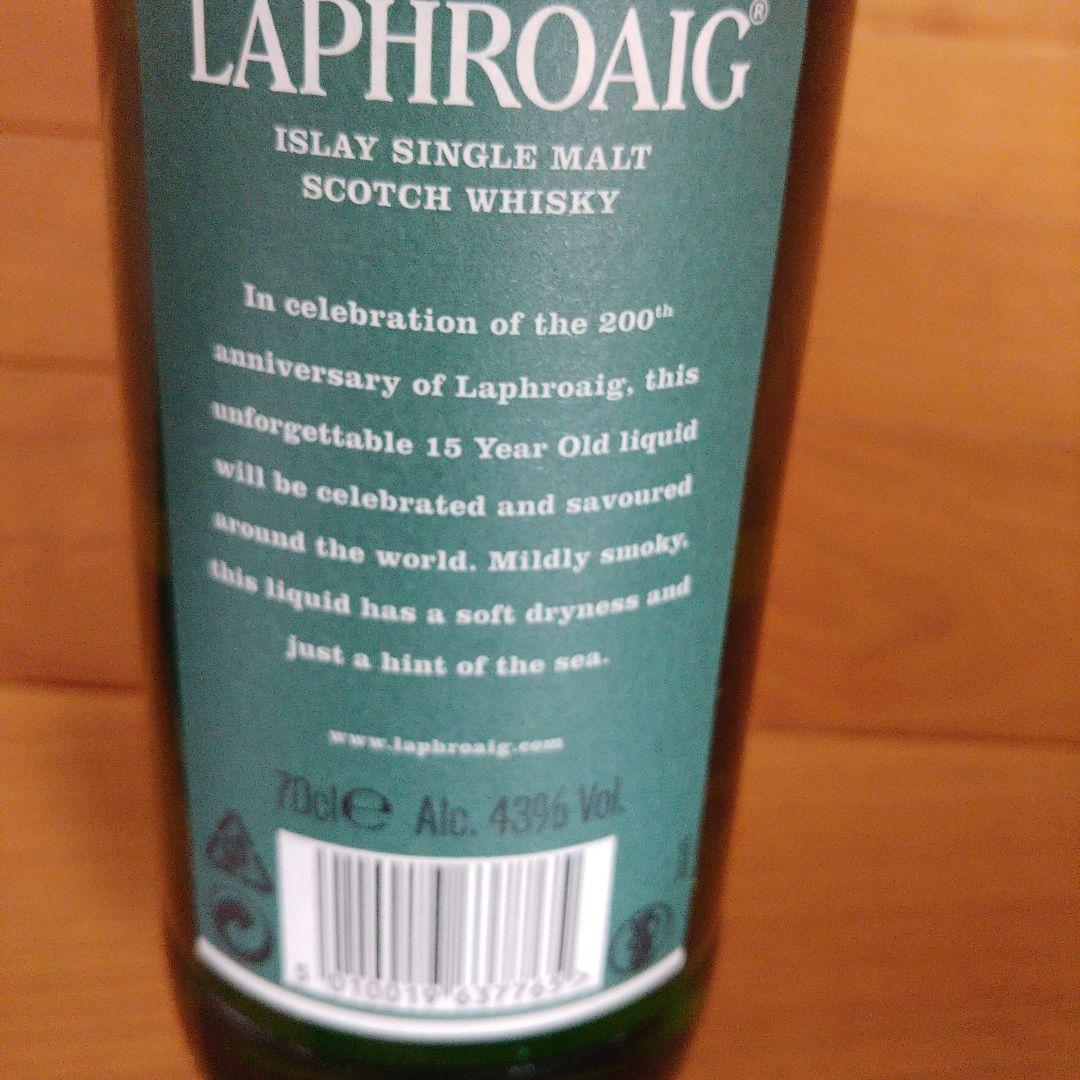 LAPHROAIG®
ISLAY SINGLE MALT
SCOTCH WHISKY
In celebration of the 200th
anniversary of Laphroaig, this
unforgettable 15 Year Old liquid
will be celebrated and savoured
around the world. Mildly smoky,
this liquid has a soft dryness and
just a hint of the sea.
www.laphroaig.com
70cl e Alc. 43% Vol.